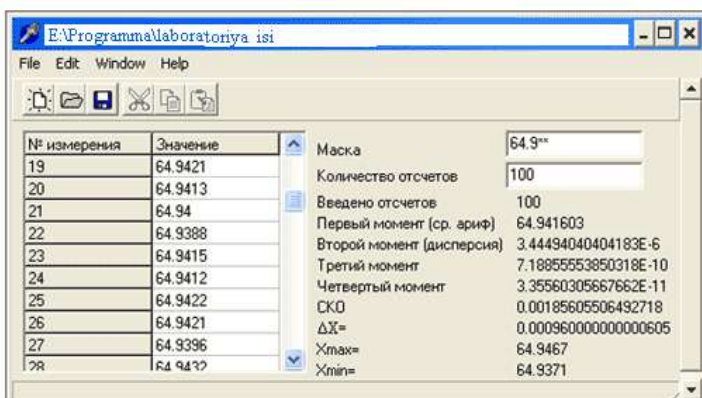 E:\Programma\laboratoriya isi
File Edit Window Help
№ измерения Значение
19 64.9421
20 64.9413
21 64.94
22 64.9388
23 64.9415
24 64.9412
25 64.9422
26 64.9421
27 64.9396
28 64.9432
Маска 64.9**
Количество отсчетов 100
Введено отсчетов 100
Первый момент (ср. ариф) 64.941603
Второй момент (дисперсия) 3.44494040404183E-6
Третий момент 7.18855553850318E-10
Четвертый момент 3.35560305667662E-11
СКО 0.00185605506492718
ΔX= 0.000960000000000605
Xmax= 64.9467
Xmin= 64.9371